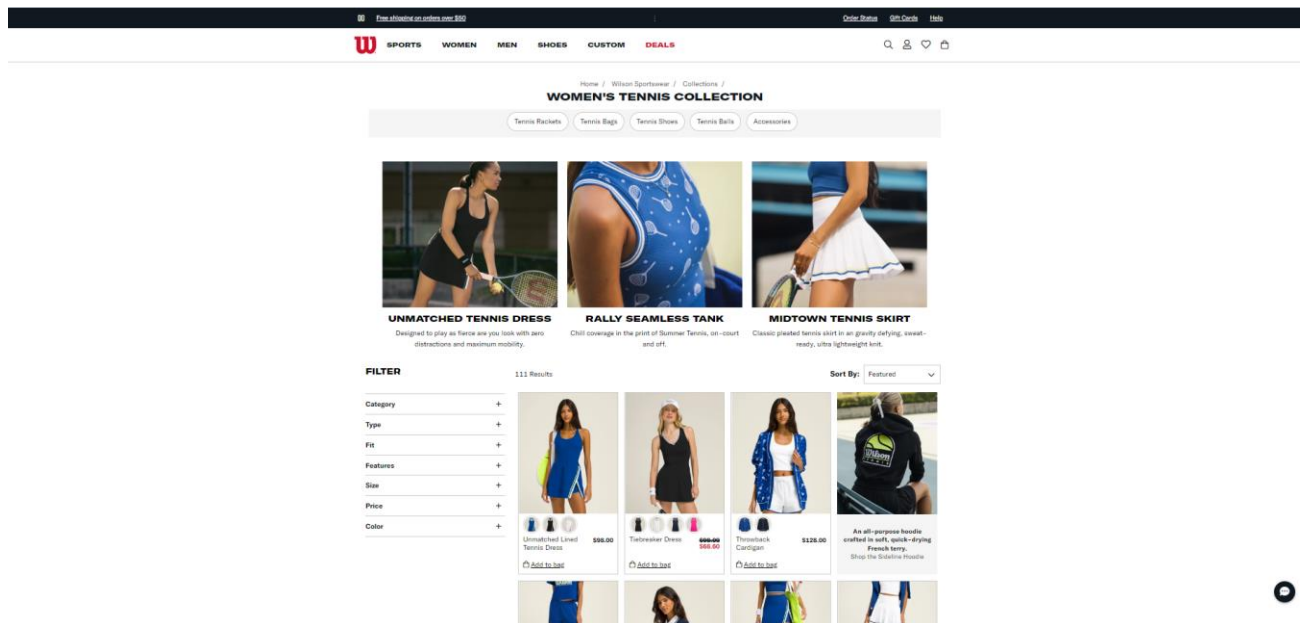 Free shipping on orders over $50
Order Status Gift Cards Help
W SPORTS WOMEN MEN SHOES CUSTOM DEALS
Home / Wilson Sportswear / Collections /
WOMEN'S TENNIS COLLECTION
Tennis Rackets Tennis Bags Tennis Shoes Tennis Balls Accessories
UNMATCHED TENNIS DRESS
Designed to play as fierce are you look with zero
distractions and maximum mobility.
RALLY SEAMLESS TANK
Chill coverage in the print of Summer Tennis, on-court
and off.
MIDTOWN TENNIS SKIRT
Classic pleated tennis skirt in an gravity defying, sweat-
ready, ultra lightweight knit.
FILTER
111 Results
Sort By: Featured
Category +
Type +
Fit +
Features +
Size +
Price +
Color +
Unmatched Lined $98.00
Tennis Dress
Add to bag
Tiebreaker Dress $98.00
$68.60
Add to bag
Throwback $128.00
Cardigan
Add to bag
Wilson
TENNIS
An all-purpose hoodie
crafted in soft, quick-drying
French terry.
Shop the Sideline Hoodie